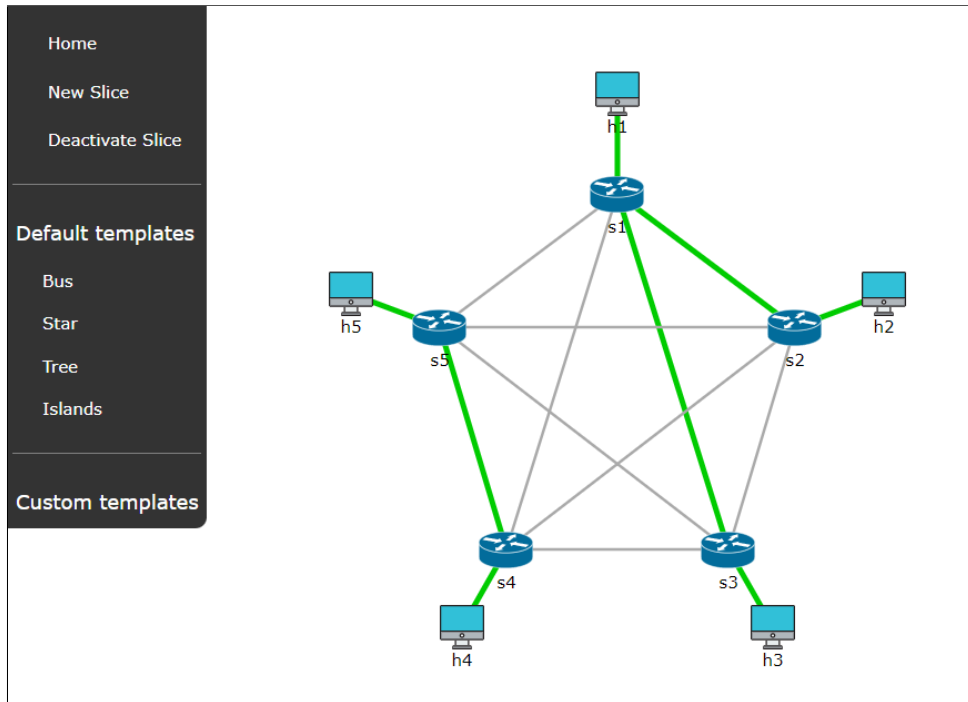 Home
New Slice
Deactivate Slice
Default templates
Bus
Star
Tree
Islands
Custom templates
h1
s1
h5
s5
h2
s2
s4
s3
h4
h3